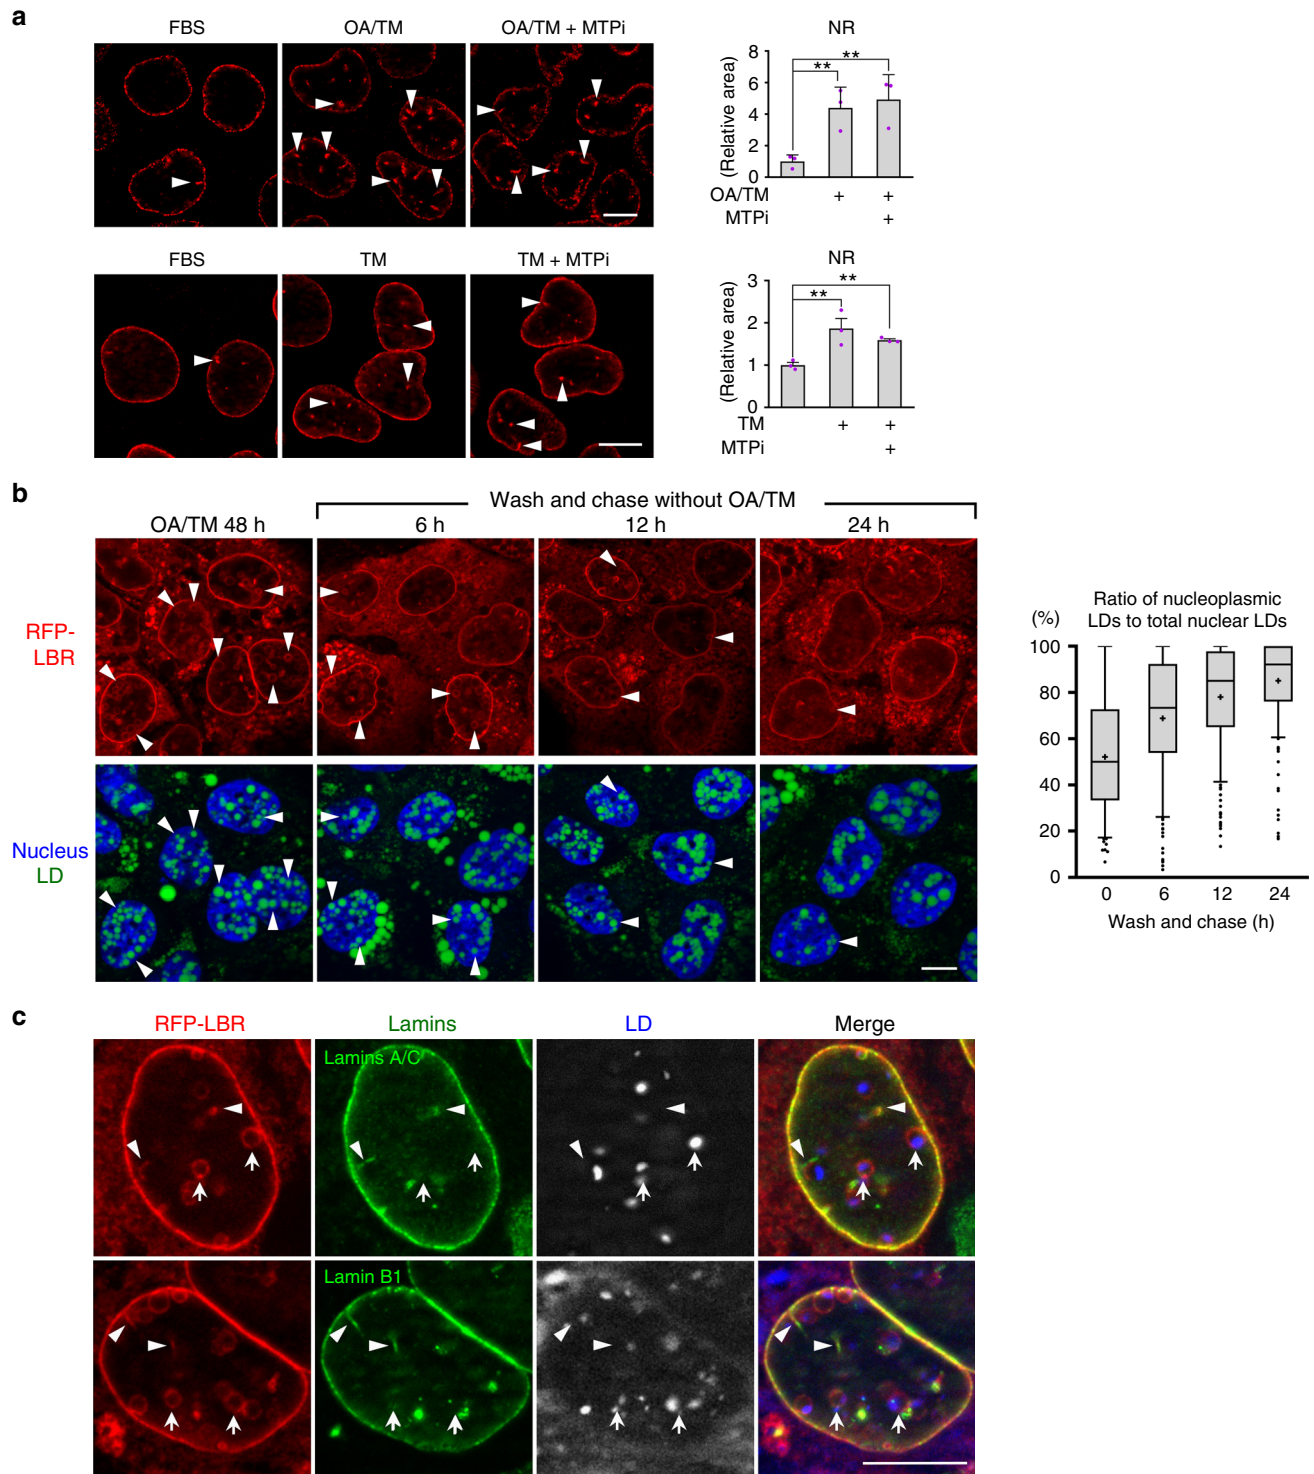 a
FBS OA/TM OA/TM + MTPi NR
8
6
4
2
0
(Relative area)
** **
OA/TM + +
MTPi +
FBS TM TM + MTPi NR
3
2
1
0
(Relative area)
** **
TM + +
MTPi +
b
Wash and chase without OA/TM
OA/TM 48 h 6 h 12 h 24 h
RFP-
LBR
Nucleus
LD
Ratio of nucleoplasmic
LDs to total nuclear LDs
(%)
100
80
60
40
20
0
0 6 12 24
Wash and chase (h)
c
RFP-LBR Lamins LD Merge
Lamins A/C
Lamin B1